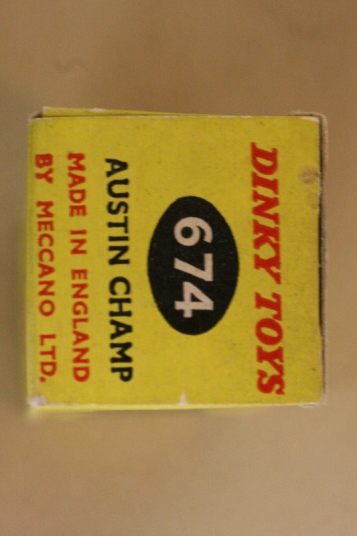 DINKY TOYS
674
AUSTIN CHAMP
MADE IN ENGLAND
BY MECCANO LTD.